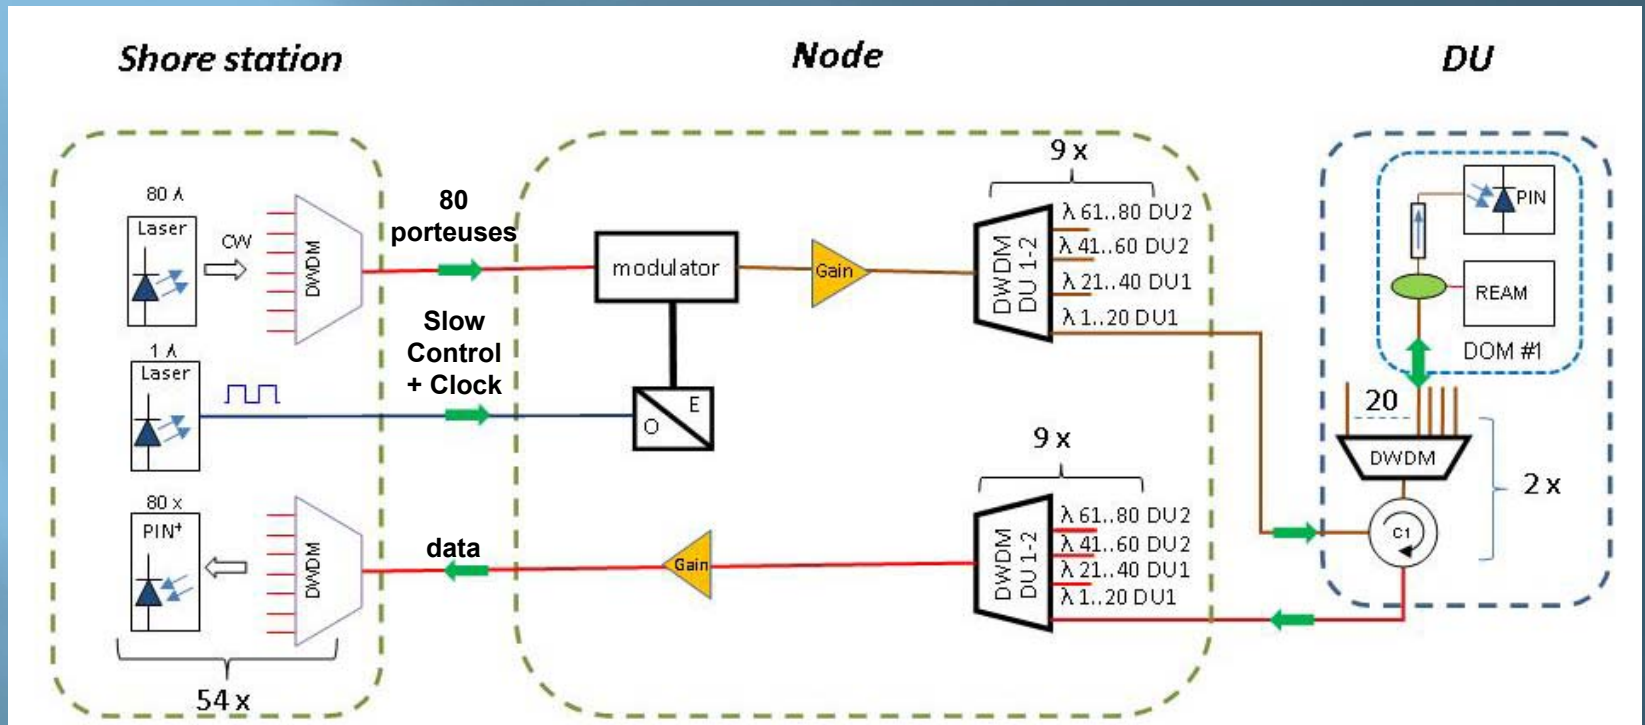 Shore station
Node
DU
80 λ
Laser
CW
DWDM
80
porteuses
modulator
Gain
9 x
DWDM
DU 1-2
λ 61..80 DU2
λ 41..60 DU2
λ 21..40 DU1
λ 1..20 DU1
PIN
REAM
DOM #1
1 λ
Laser
Slow
Control
+ Clock
O
E
20
DWDM
2 x
C1
80 x
PIN+
DWDM
data
Gain
9 x
DWDM
DU 1-2
λ 61..80 DU2
λ 41..60 DU2
λ 21..40 DU1
λ 1..20 DU1
54 x